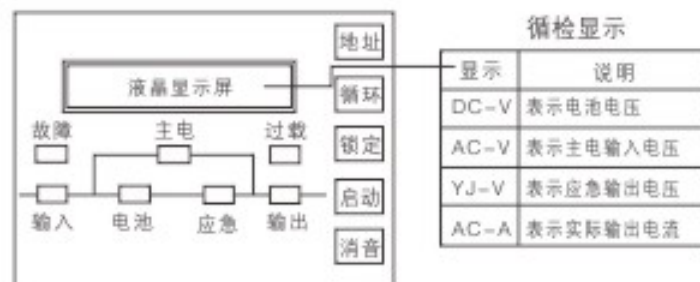 地址
液晶显示屏
循环
故障 主电 过载
锁定
启动
输入 电池 应急 输出
消音
循检显示
显示 说明
DC-V 表示电池电压
AC-V 表示主电输入电压
YJ-V 表示应急输出电压
AC-A 表示实际输出电流